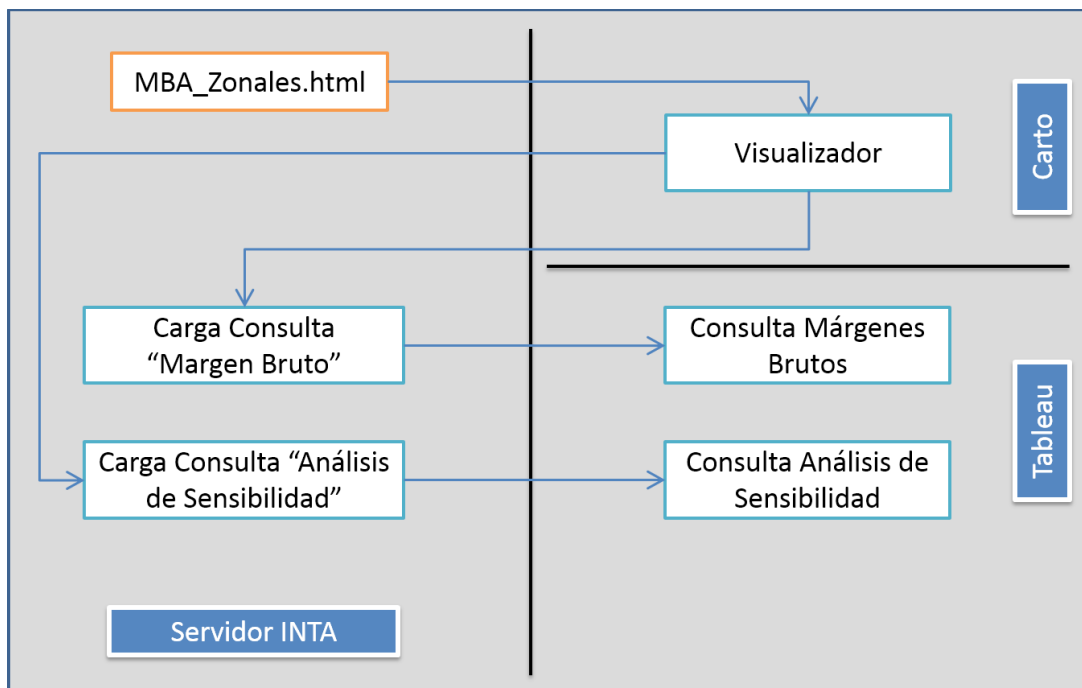 MBA_Zonales.html
Visualizador
Carto
Carga Consulta
“Margen Bruto”
Consulta Márgenes
Brutos
Carga Consulta “Análisis
de Sensibilidad”
Consulta Análisis de
Sensibilidad
Tableau
Servidor INTA